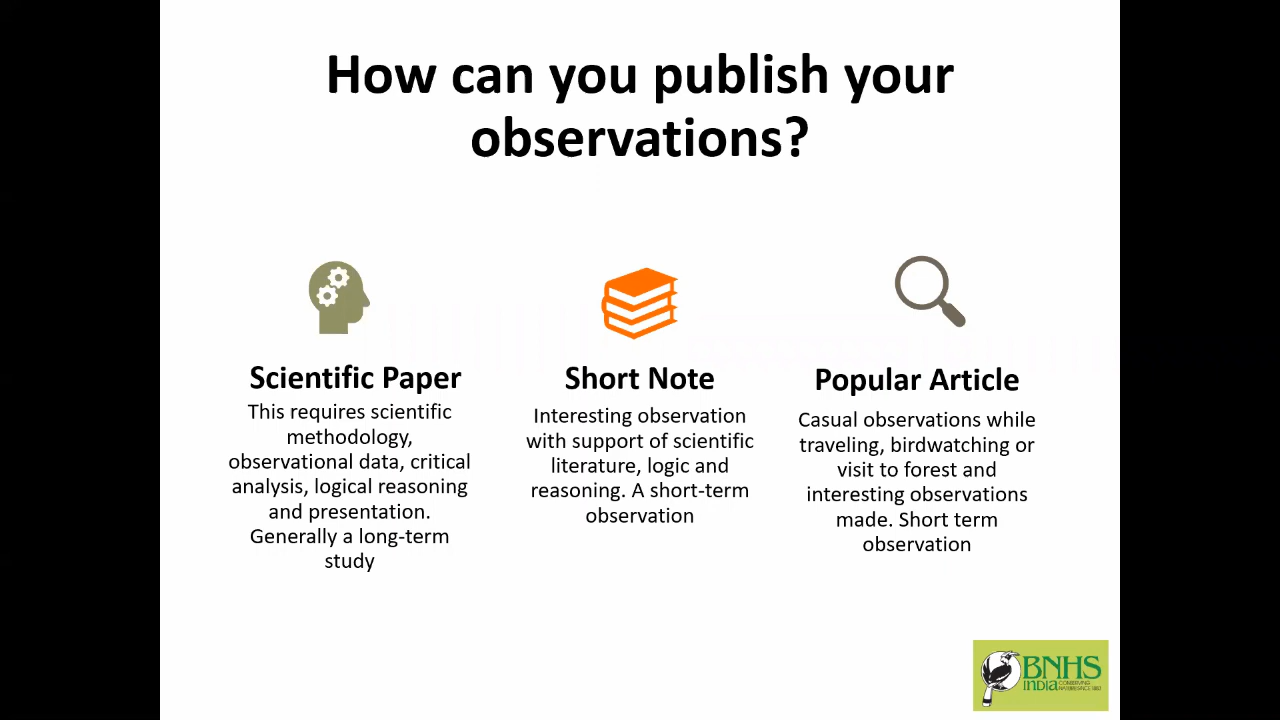 How can you publish your
observations?
Scientific Paper
This requires scientific
methodology,
observational data, critical
analysis, logical reasoning
and presentation.
Generally a long-term
study
Short Note
Interesting observation
with support of scientific
literature, logic and
reasoning. A short-term
observation
Popular Article
Casual observations while
traveling, birdwatching or
visit to forest and
interesting observations
made. Short term
observation
BNHS
INDIA